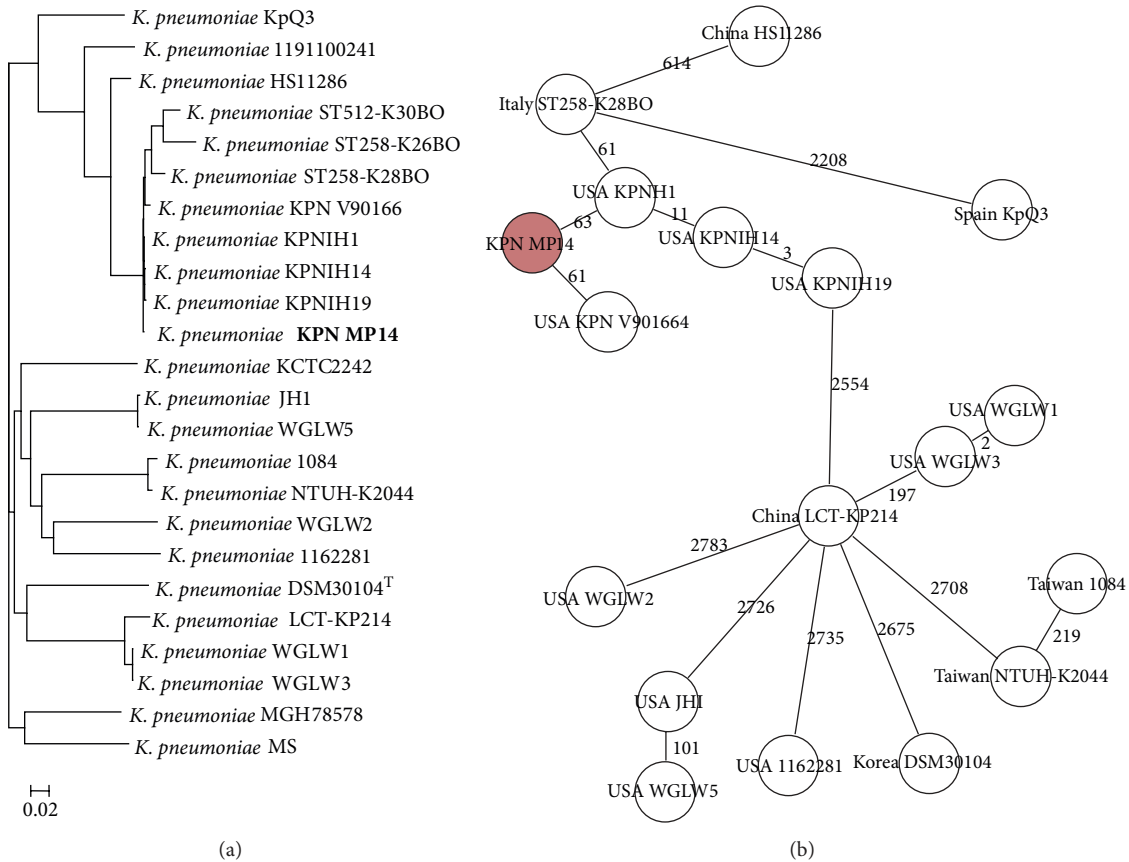 K. pneumoniae KpQ3
K. pneumoniae 1191100241
K. pneumoniae HS11286
K. pneumoniae ST512-K30BO
K. pneumoniae ST258-K26BO
K. pneumoniae ST258-K28BO
K. pneumoniae KPN V90166
K. pneumoniae KPNIH1
K. pneumoniae KPNIH14
K. pneumoniae KPNIH19
K. pneumoniae KPN MP14
K. pneumoniae KCTC2242
K. pneumoniae JH1
K. pneumoniae WGLW5
K. pneumoniae 1084
K. pneumoniae NTUH-K2044
K. pneumoniae WGLW2
K. pneumoniae 1162281
K. pneumoniae DSM30104T
K. pneumoniae LCT-KP214
K. pneumoniae WGLW1
K. pneumoniae WGLW3
K. pneumoniae MGH78578
K. pneumoniae MS
0.02
(a)
China HS11286
614
Italy ST258-K28BO
61
2208
USA KPNH1
Spain KpQ3
63
11
KPN MP14
USA KPNIH14
3
61
USA KPNIH19
USA KPN V901664
2554
USA WGLW1
2
USA WGLW3
197
China LCT-KP214
2783
USA WGLW2
2726
2735
2675
2708
Taiwan 1084
219
Taiwan NTUH-K2044
USA JHI
101
USA WGLW5
USA 1162281
Korea DSM30104
(b)